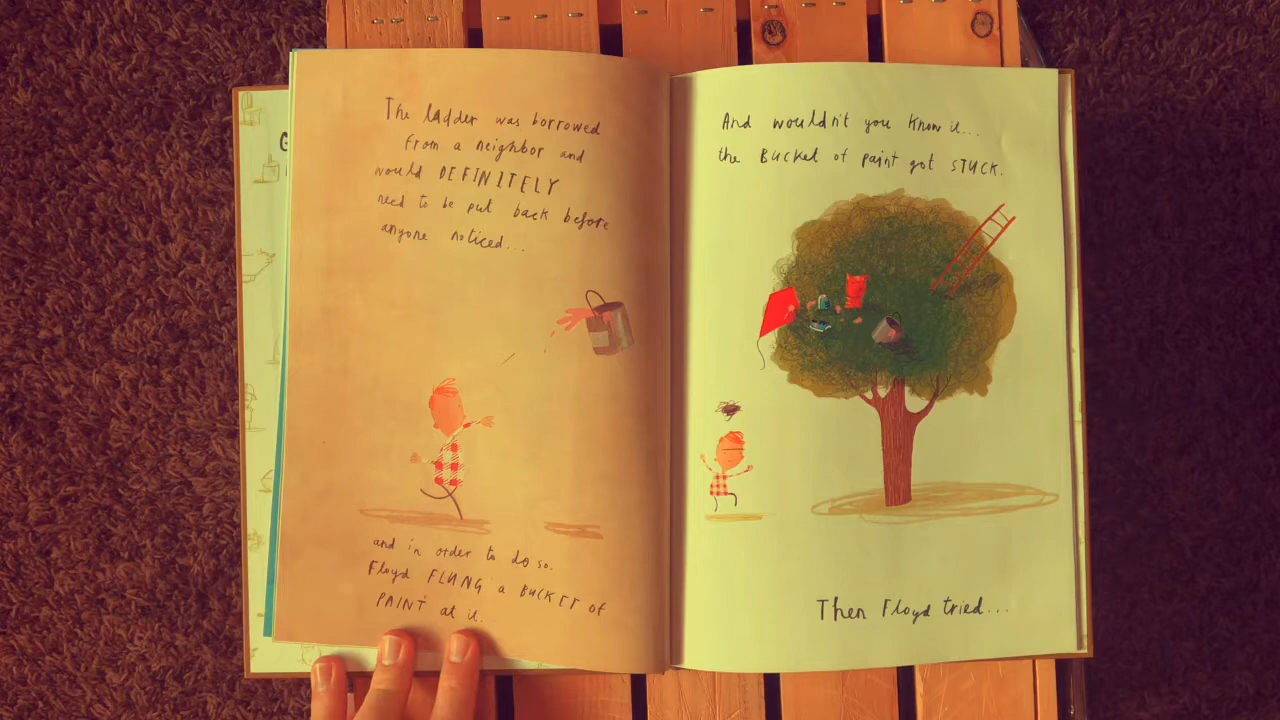 The ladder was borrowed
from a neighbor and
would DEFINITELY
need to be put back before
anyone noticed...
and in order to do so.
Floyd FLUNG a BUCKET of
PAINT at it.
And wouldn't you know it...
the BUCKET of paint got STUCK.
Then Floyd tried...